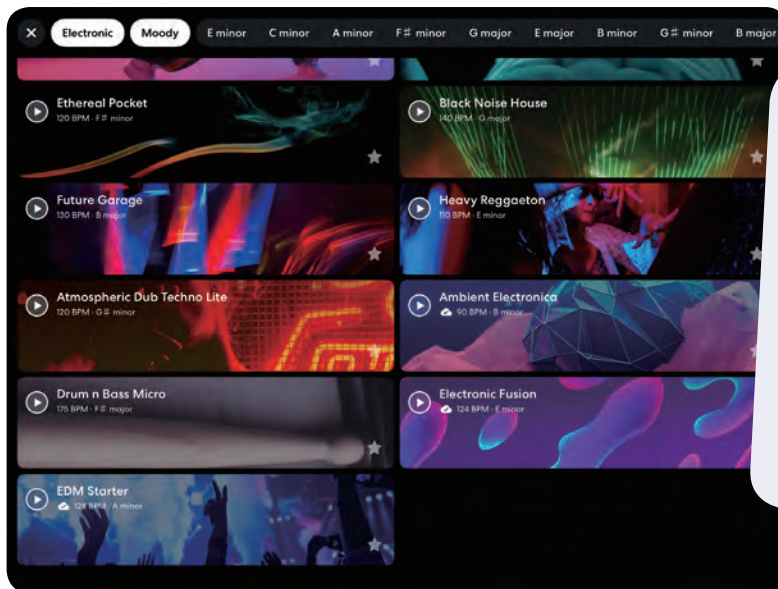 Electronic Moody E minor C minor A minor F♯ minor G major E major B minor G♯ minor B major
Ethereal Pocket
120 BPM · F♯ minor
Black Noise House
140 BPM · G major
Future Garage
130 BPM · B major
Heavy Reggaeton
110 BPM · E minor
Atmospheric Dub Techno Lite
120 BPM · G♯ minor
Ambient Electronica
90 BPM · B minor
Drum n Bass Micro
175 BPM · F♯ major
Electronic Fusion
124 BPM · E minor
EDM Starter
128 BPM · A minor